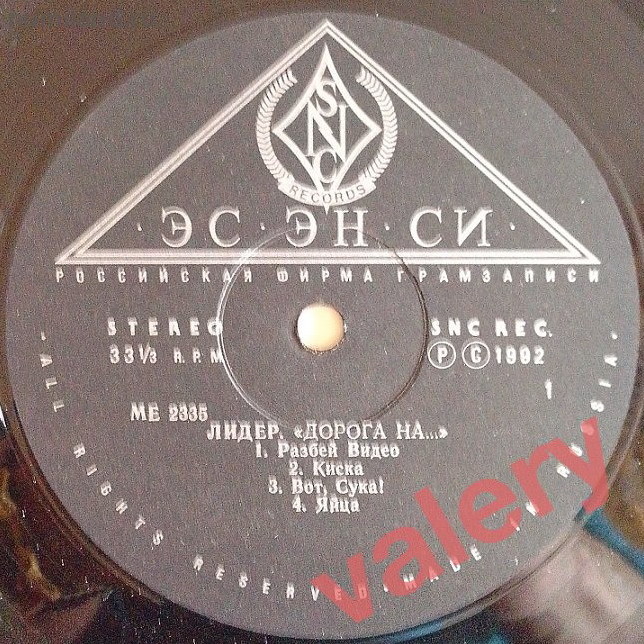 SNC
RECORDS
·ЭС·ЭН·СИ·
РОССИЙСКАЯ ФИРМА ГРАМЗАПИСИ
STEREO
SNC REC.
33⅓ R.P.M
Ⓟ Ⓒ 1992
1
ME 2335
ЛИДЕР. «ДОРОГА НА...»
1. Разбей Видео
2. Киска
3. Вот, Сука!
4. Яйца
·ALL RIGHTS RESERVED·MADE IN RUSSIA·
valery